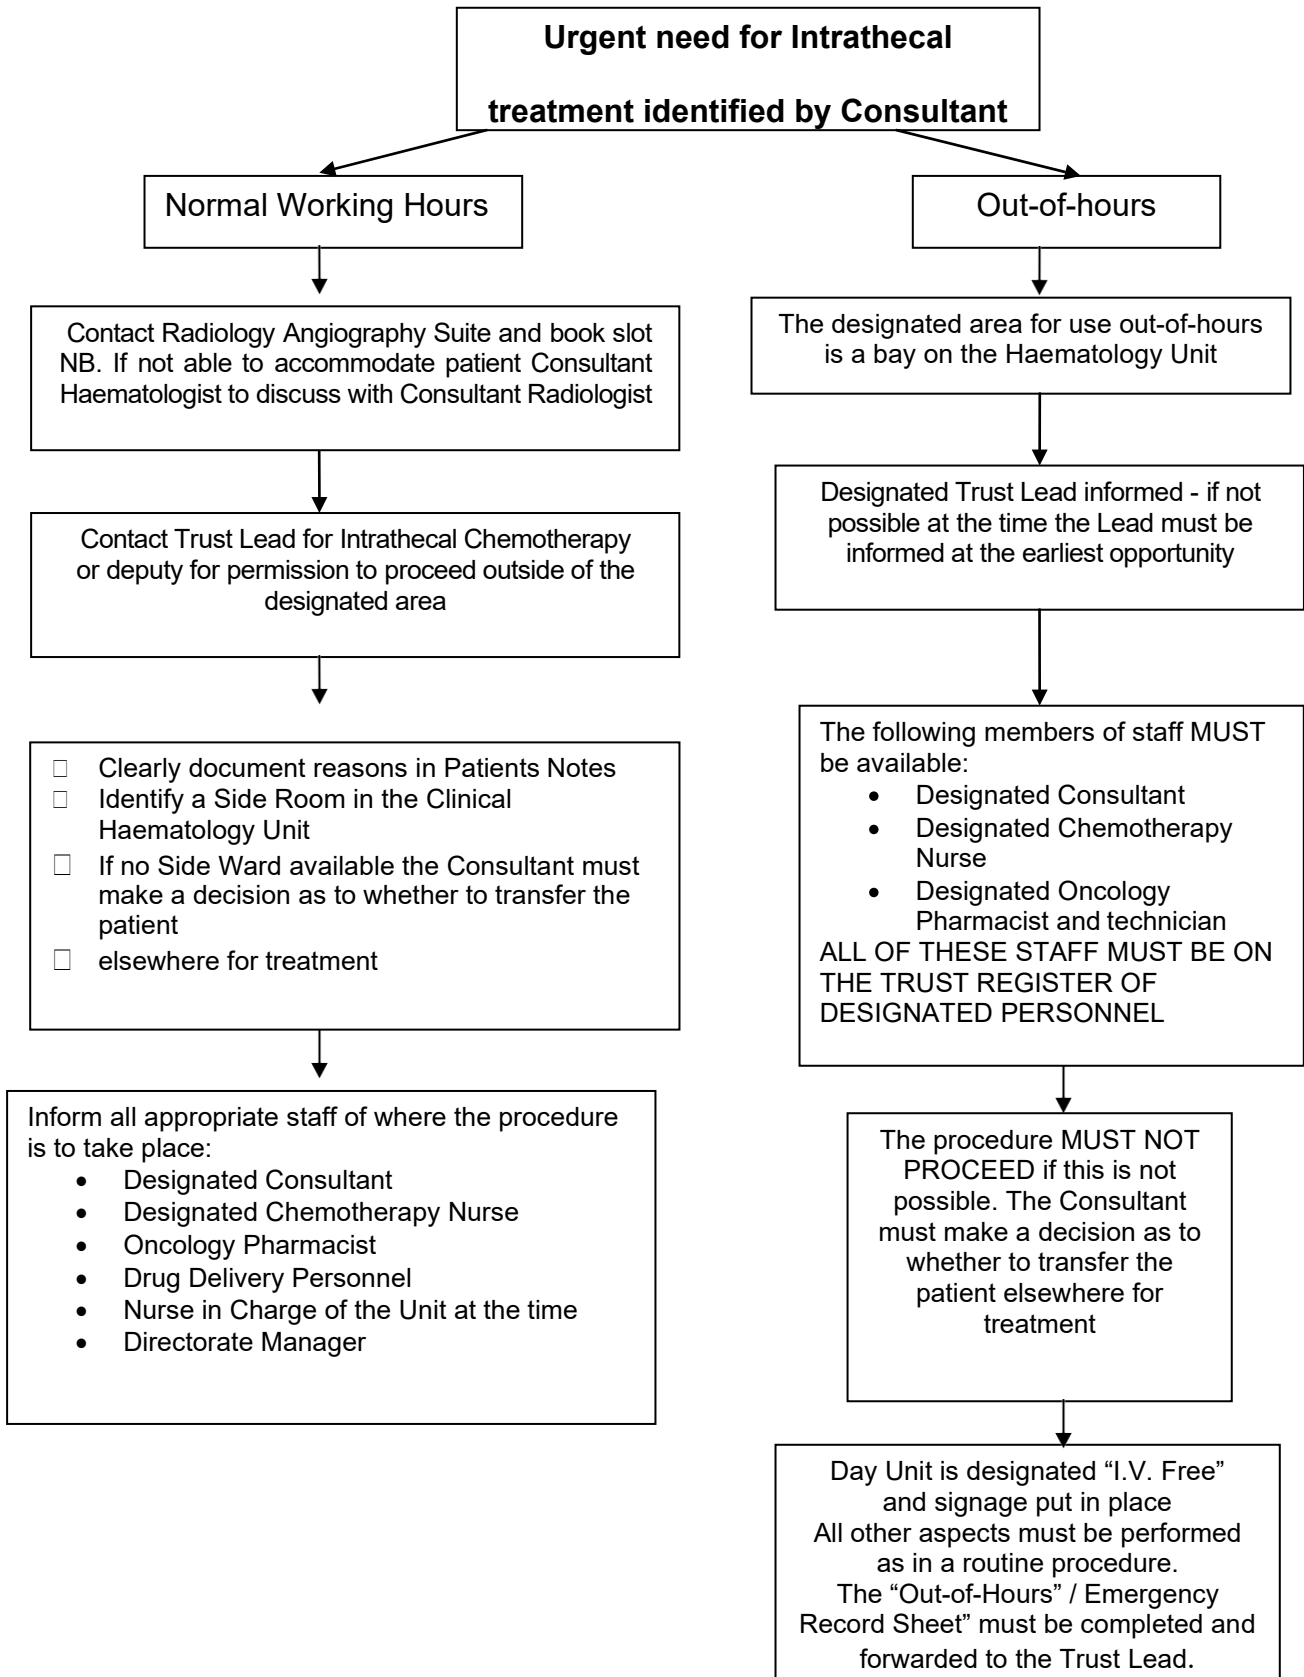 Urgent need for Intrathecal
treatment identified by Consultant
Normal Working Hours
Contact Radiology Angiography Suite and book slot
NB. If not able to accommodate patient Consultant
Haematologist to discuss with Consultant Radiologist
Contact Trust Lead for Intrathecal Chemotherapy
or deputy for permission to proceed outside of the
designated area
Clearly document reasons in Patients Notes
Identify a Side Room in the Clinical
Haematology Unit
If no Side Ward available the Consultant must
make a decision as to whether to transfer the
patient
elsewhere for treatment
Inform all appropriate staff of where the procedure
is to take place:
• Designated Consultant
• Designated Chemotherapy Nurse
• Oncology Pharmacist
• Drug Delivery Personnel
• Nurse in Charge of the Unit at the time
• Directorate Manager
Out-of-hours
The designated area for use out-of-hours
is a bay on the Haematology Unit
Designated Trust Lead informed - if not
possible at the time the Lead must be
informed at the earliest opportunity
The following members of staff MUST
be available:
• Designated Consultant
• Designated Chemotherapy
Nurse
• Designated Oncology
Pharmacist and technician
ALL OF THESE STAFF MUST BE ON
THE TRUST REGISTER OF
DESIGNATED PERSONNEL
The procedure MUST NOT
PROCEED if this is not
possible. The Consultant
must make a decision as to
whether to transfer the
patient elsewhere for
treatment
Day Unit is designated “I.V. Free”
and signage put in place
All other aspects must be performed
as in a routine procedure.
The “Out-of-Hours” / Emergency
Record Sheet” must be completed and
forwarded to the Trust Lead.